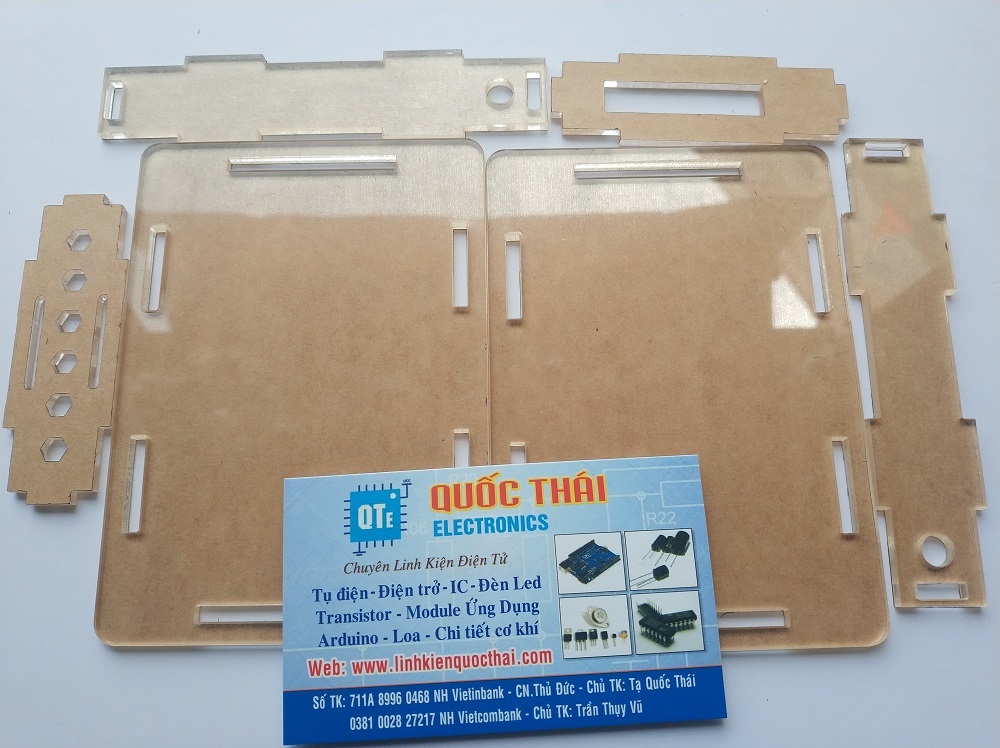 QTE
VCC
QUỐC THÁI
ELECTRONICS
R22
Chuyên Linh Kiện Điện Tử
Tụ điện - Điện trở - IC - Đèn Led
Transistor - Module Ứng Dụng
Arduino - Loa - Chi tiết cơ khí
Web: www.linhkienquocthai.com
Số TK: 711A 8996 0468 NH Vietinbank - CN.Thủ Đức - Chủ TK: Tạ Quốc Thái
0381 0028 27217 NH Vietcombank - Chủ TK: Trần Thụy Vũ